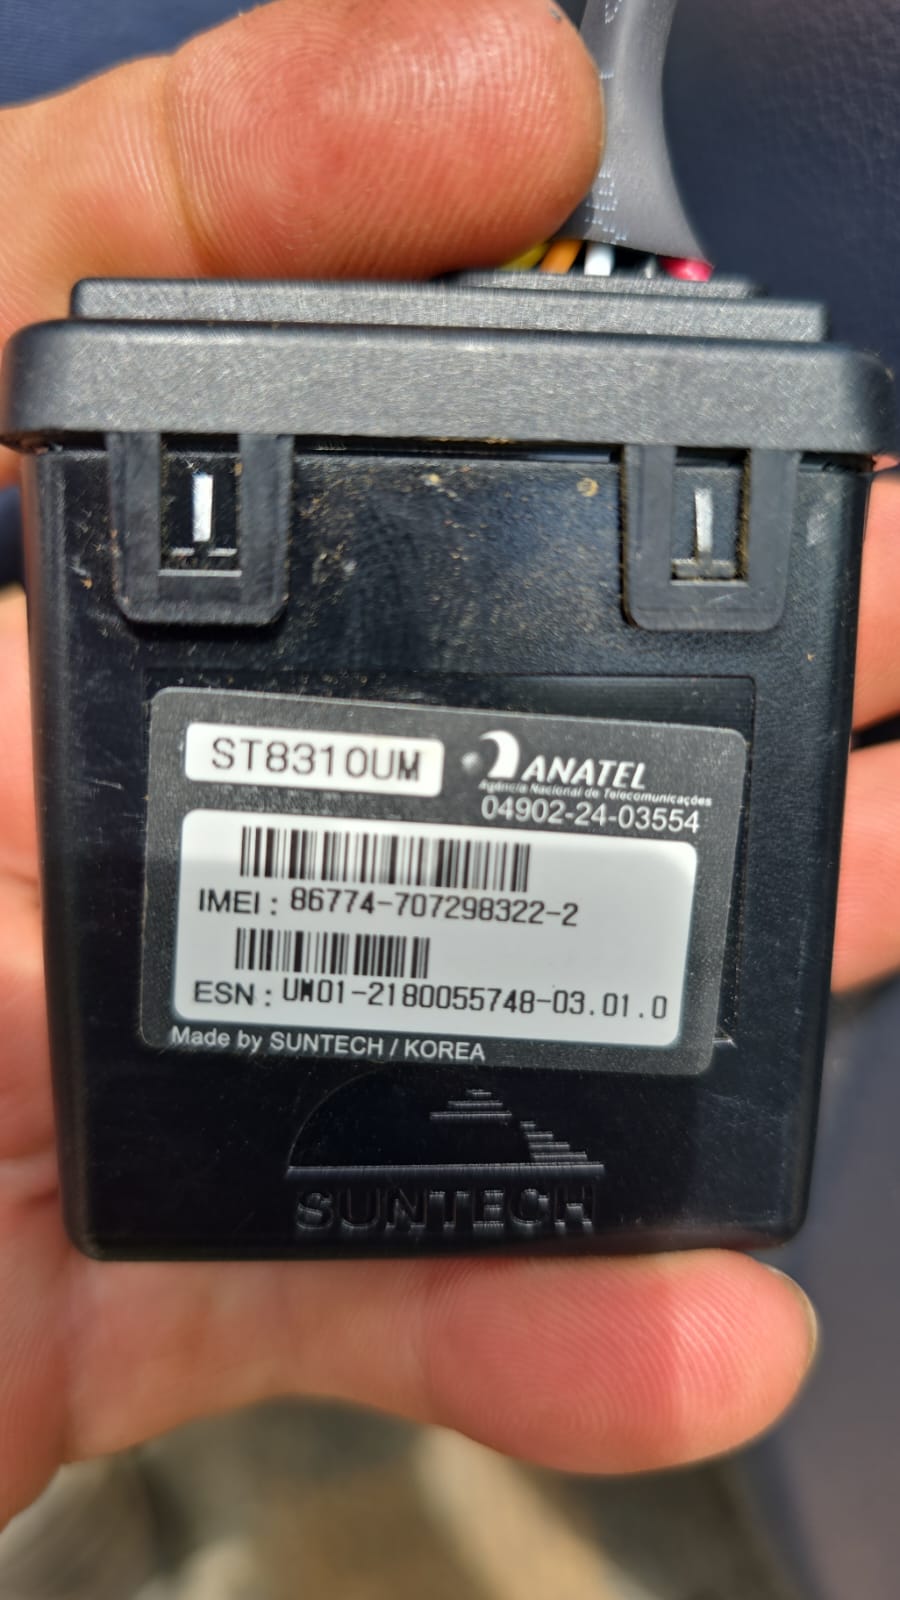 ST8310UM
ANATEL
Agência Nacional de Telecomunicações
04902-24-03554
IMEI : 86774-707298322-2
ESN : UM01-2180055748-03.01.0
Made by SUNTECH / KOREA
SUNTECH